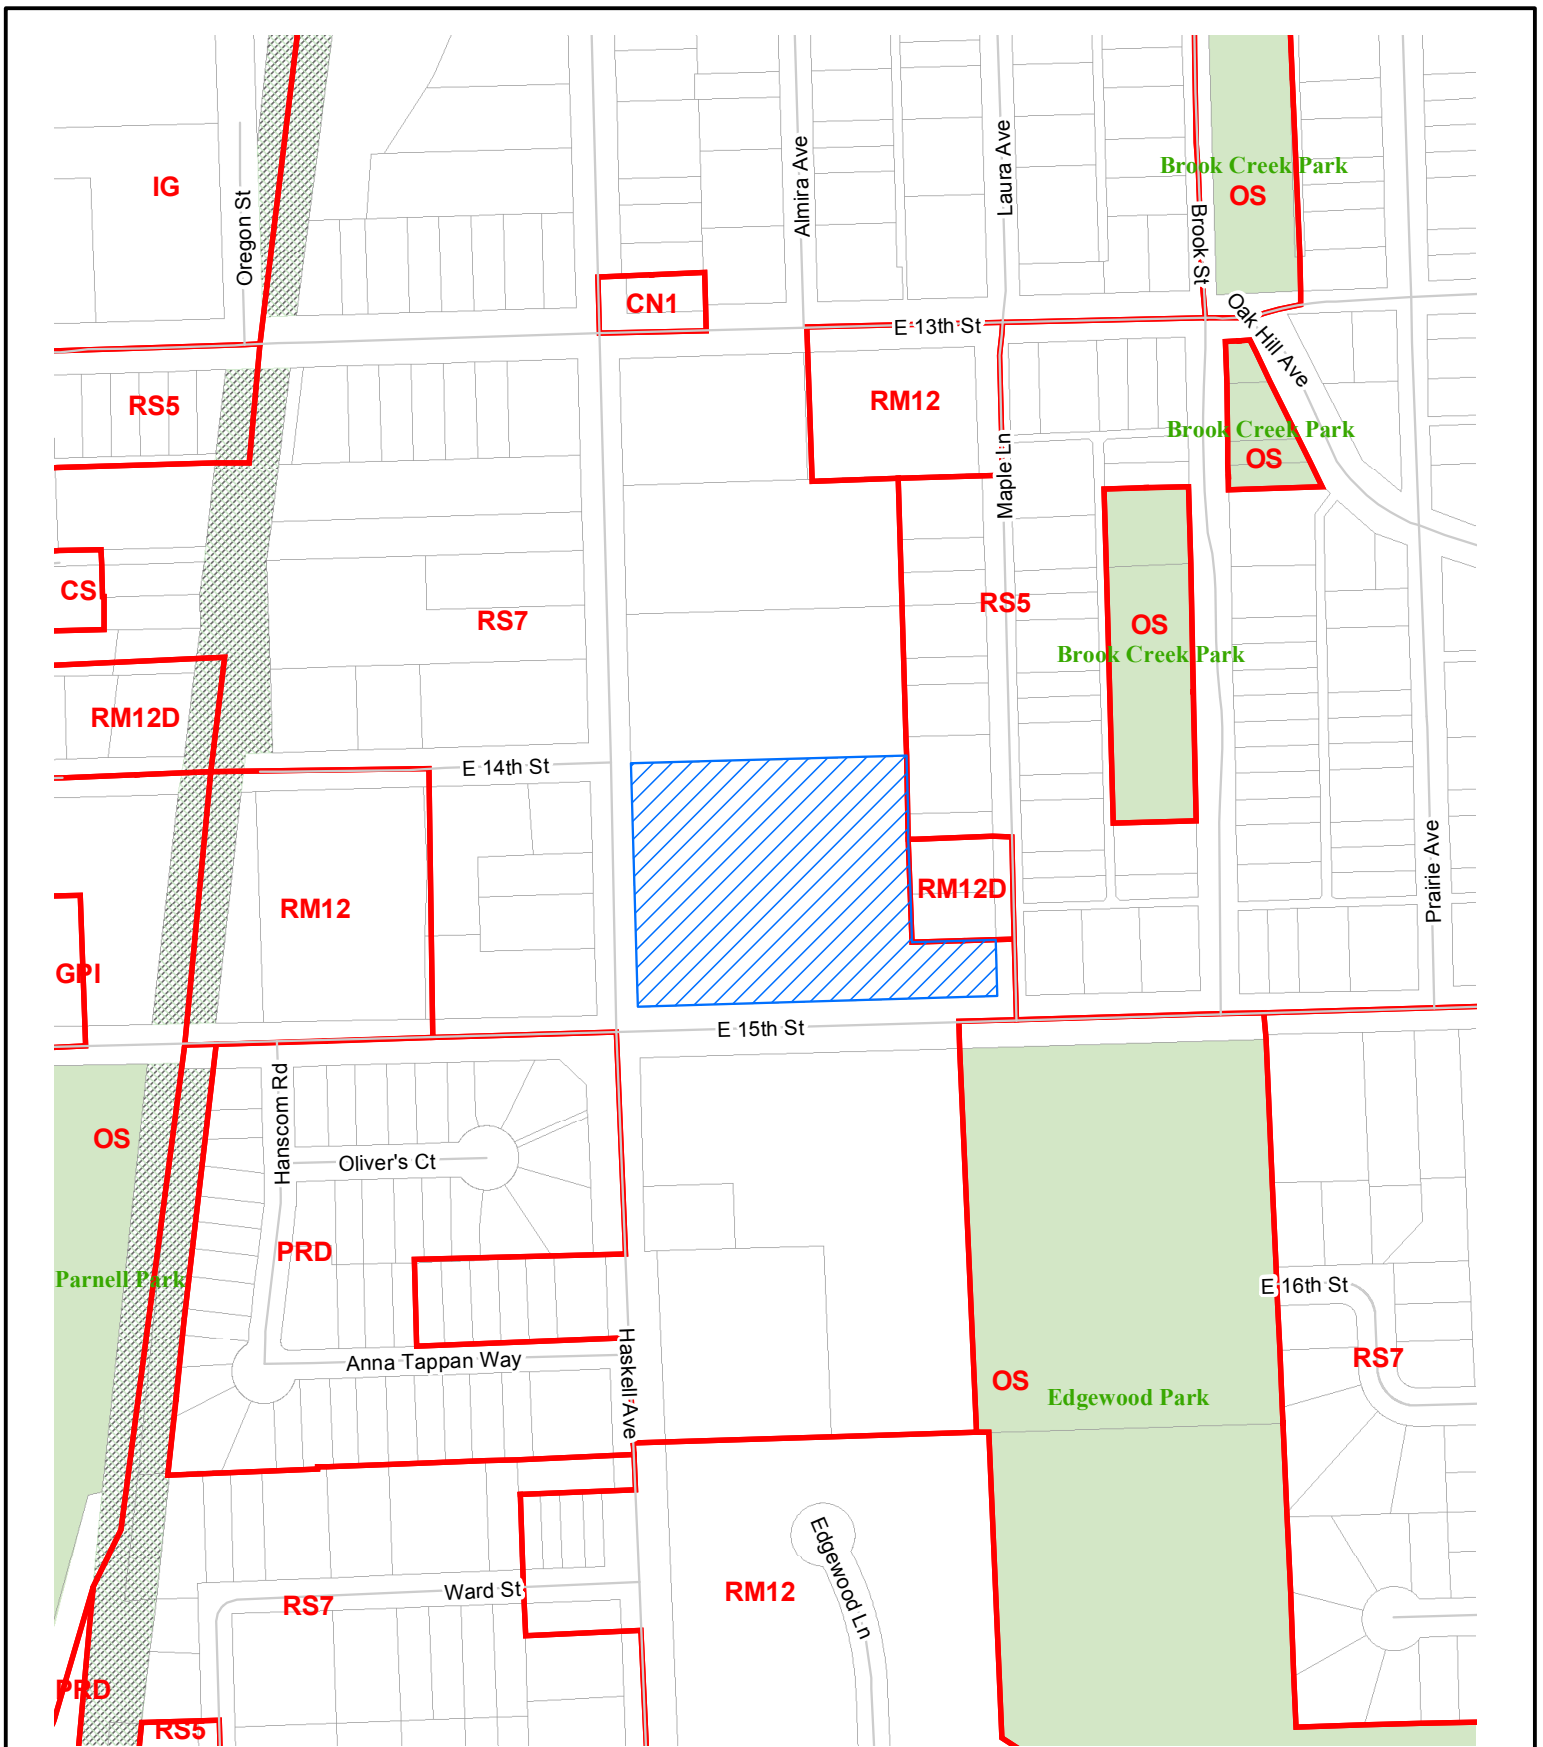 Almira Ave
Laura Ave
Brook Creek Park
IG
OS
Oregon St
Brook St
CN1
Oak Hill Ave
E 13th St
RM12
RS5
Brook Creek Park
OS
Maple Ln
CS
RS5
RS7
OS
Brook Creek Park
RM12D
E 14th St
Prairie Ave
RM12D
RM12
GPI
E 15th St
Hanscom Rd
OS
Oliver's Ct
PRD
Parnell Park
E 16th St
Haskell Ave
Anna Tappan Way
RS7
OS
Edgewood Park
Edgewood Ln
Ward St
RM12
RS7
PRD
RS5